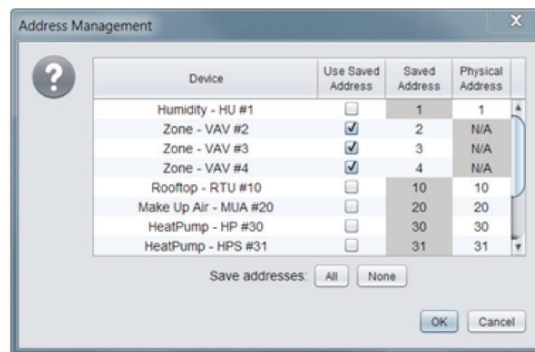 Address Management X
?
Device Use Saved Address Saved Address Physical Address
Humidity - HU #1 1 1
Zone - VAV #2 2 N/A
Zone - VAV #3 3 N/A
Zone - VAV #4 4 N/A
Rooftop - RTU #10 10 10
Make Up Air - MUA #20 20 20
HeatPump - HP #30 30 30
HeatPump - HPS #31 31 31
Save addresses: All None
OK Cancel